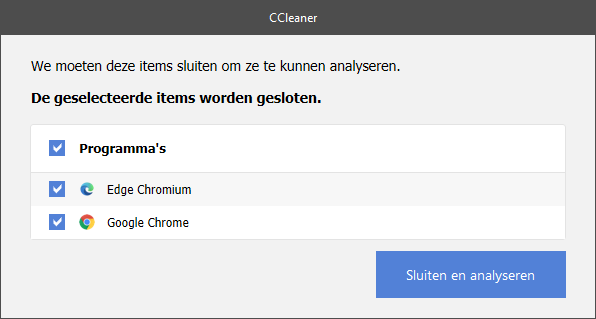 CCleaner
We moeten deze items sluiten om ze te kunnen analyseren.
De geselecteerde items worden gesloten.
Programma's
Edge Chromium
Google Chrome
Sluiten en analyseren